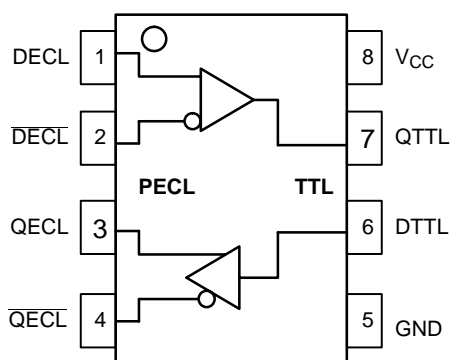 DECL 1 8 VCC
DECL 2 7 QTTL
PECL TTL
QECL 3 6 DTTL
QECL 4 5 GND